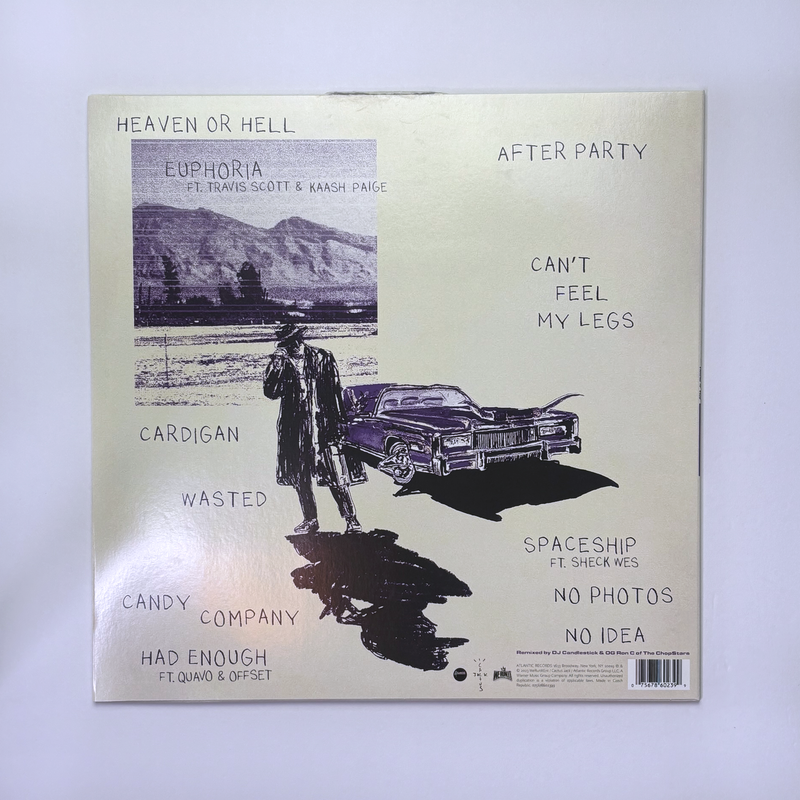 HEAVEN OR HELL
EUPHORIA
FT. TRAVIS SCOTT & KAASH PAIGE
CARDIGAN
WASTED
CANDY COMPANY
HAD ENOUGH
FT. QUAVO & OFFSET
AFTER PARTY
CAN'T
FEEL
MY LEGS
SPACESHIP
FT. SHECK WES
NO PHOTOS
NO IDEA
Remixed by DJ Candlestick & OG Ron C of The ChopStars